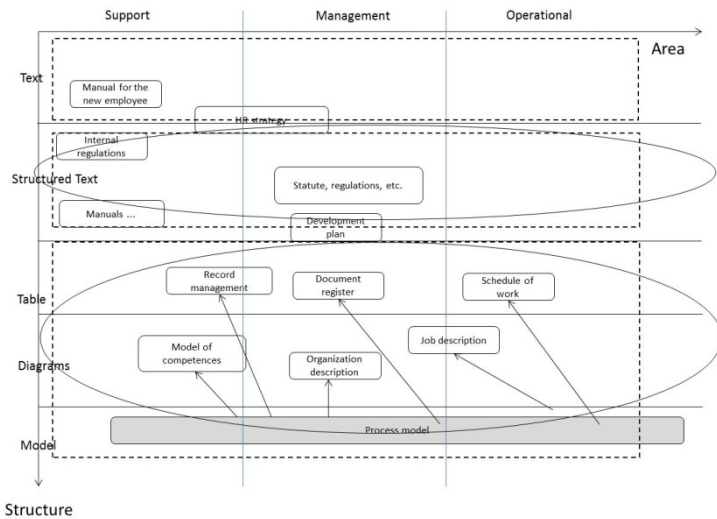 Support
Management
Operational
Area
Text
Manual for the
new employee
HR strategy
Internal
regulations
Structured Text
Statute, regulations, etc.
Manuals ...
Development
plan
Record
management
Document
register
Schedule of
work
Table
Model of
competences
Job description
Organization
description
Diagrams
Process model
Model
Structure